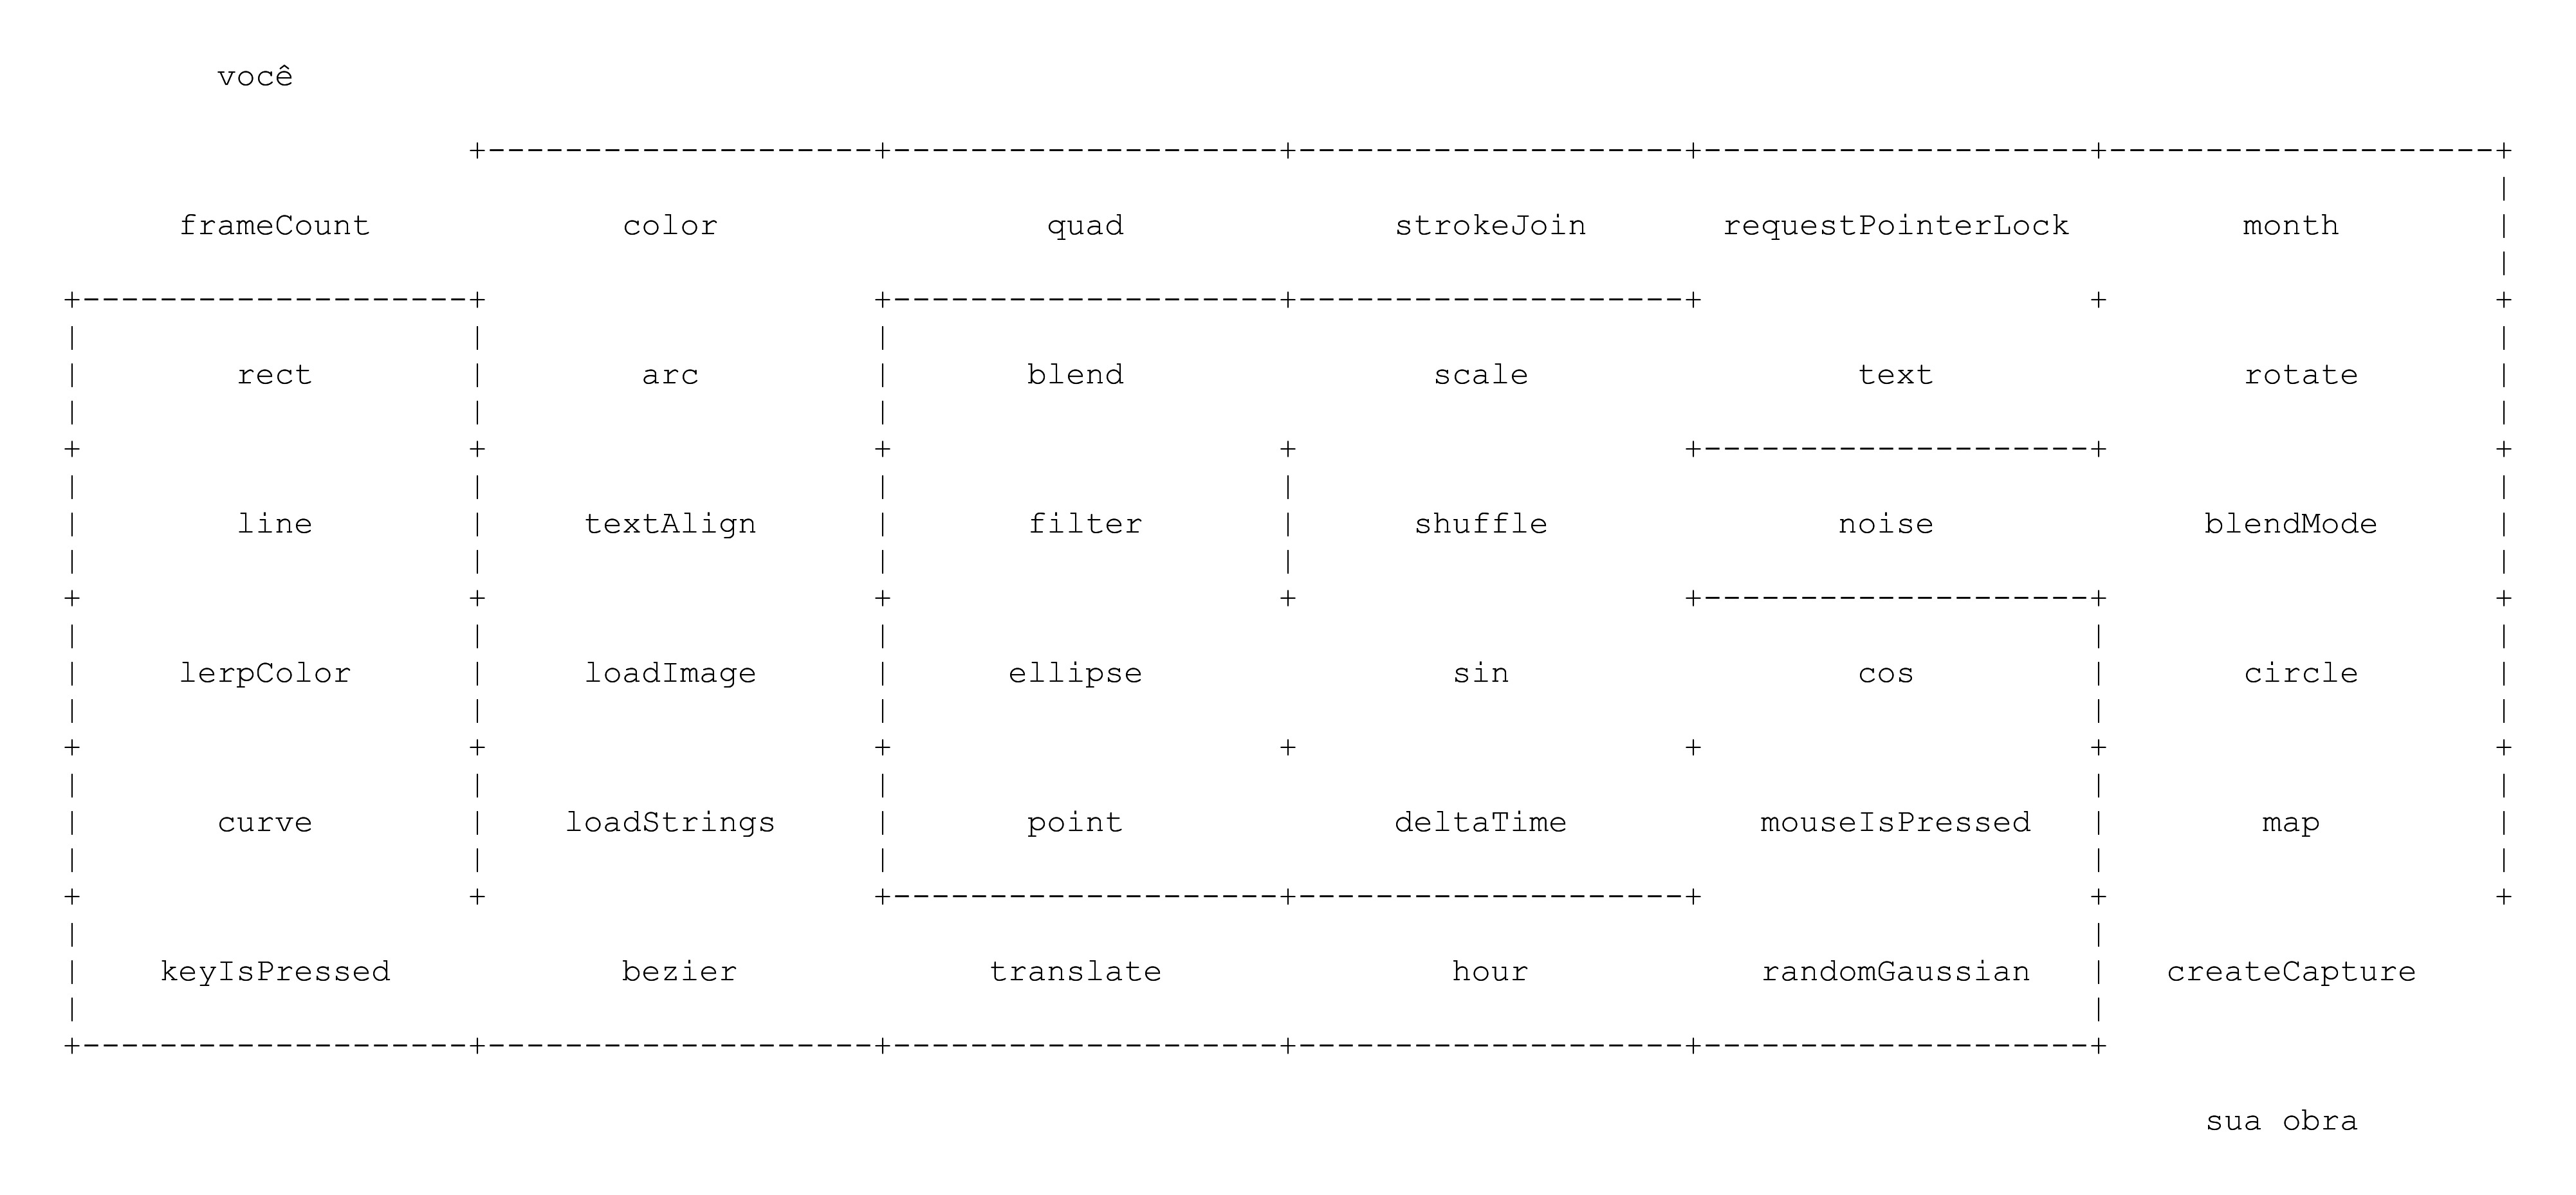 você
frameCount color quad strokeJoin requestPointerLock month
rect arc blend scale text rotate
line textAlign filter shuffle noise blendMode
lerpColor loadImage ellipse sin cos circle
curve loadStrings point deltaTime mouseIsPressed map
keyIsPressed bezier translate hour randomGaussian createCapture
sua obra